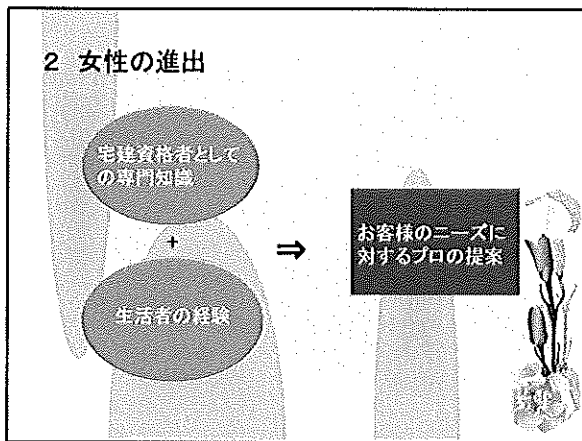 2 女性の進出
宅建資格者として
の専門知識
+
生活者の経験
⇒
お客様のニーズに
対するプロの提案